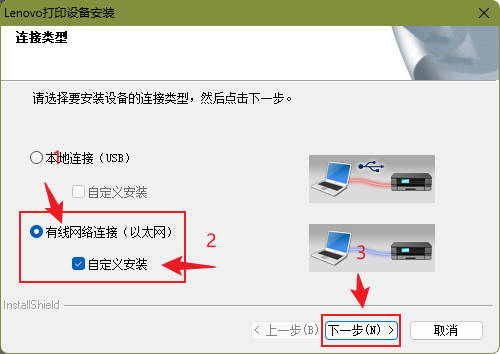 Lenovo打印设备安装
连接类型
请选择要安装设备的连接类型，然后点击下一步。
1
本地连接（USB）
自定义安装
有线网络连接（以太网）
2
自定义安装
3
InstallShield
< 上一步(B)
下一步(N) >
取消